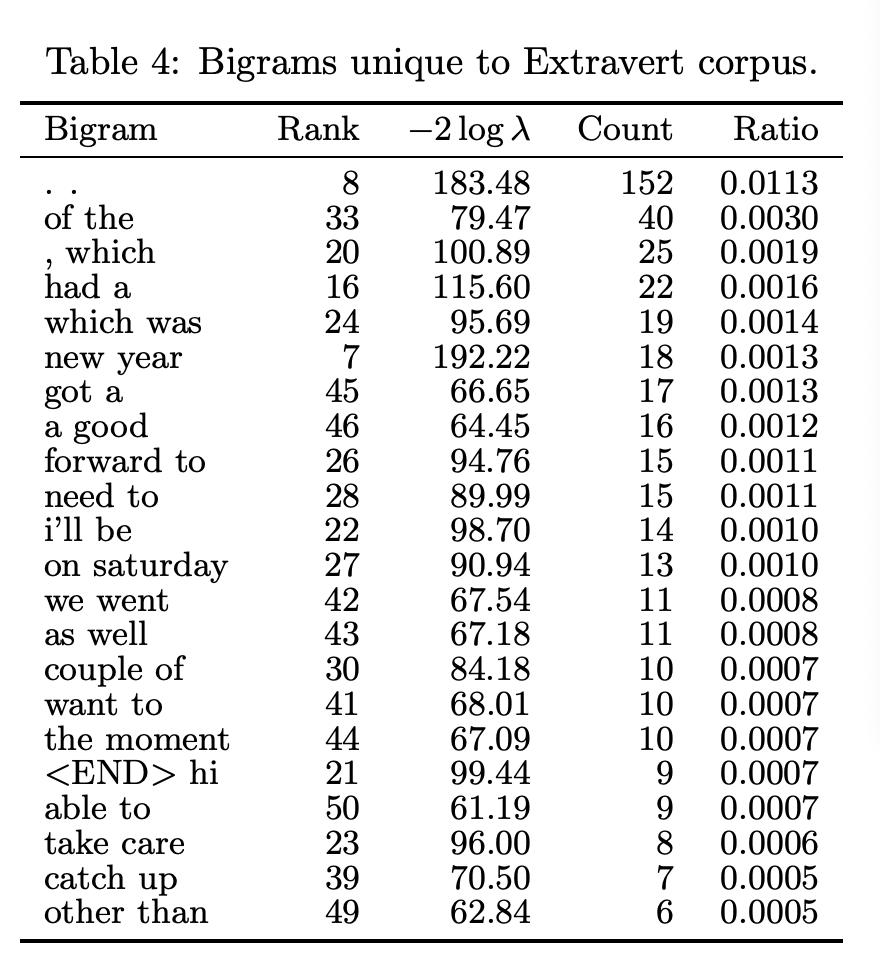 Table 4: Bigrams unique to Extravert corpus.
Bigram Rank −2 log λ Count Ratio
. . 8 183.48 152 0.0113
of the 33 79.47 40 0.0030
, which 20 100.89 25 0.0019
had a 16 115.60 22 0.0016
which was 24 95.69 19 0.0014
new year 7 192.22 18 0.0013
got a 45 66.65 17 0.0013
a good 46 64.45 16 0.0012
forward to 26 94.76 15 0.0011
need to 28 89.99 15 0.0011
i'll be 22 98.70 14 0.0010
on saturday 27 90.94 13 0.0010
we went 42 67.54 11 0.0008
as well 43 67.18 11 0.0008
couple of 30 84.18 10 0.0007
want to 41 68.01 10 0.0007
the moment 44 67.09 10 0.0007
<END> hi 21 99.44 9 0.0007
able to 50 61.19 9 0.0007
take care 23 96.00 8 0.0006
catch up 39 70.50 7 0.0005
other than 49 62.84 6 0.0005